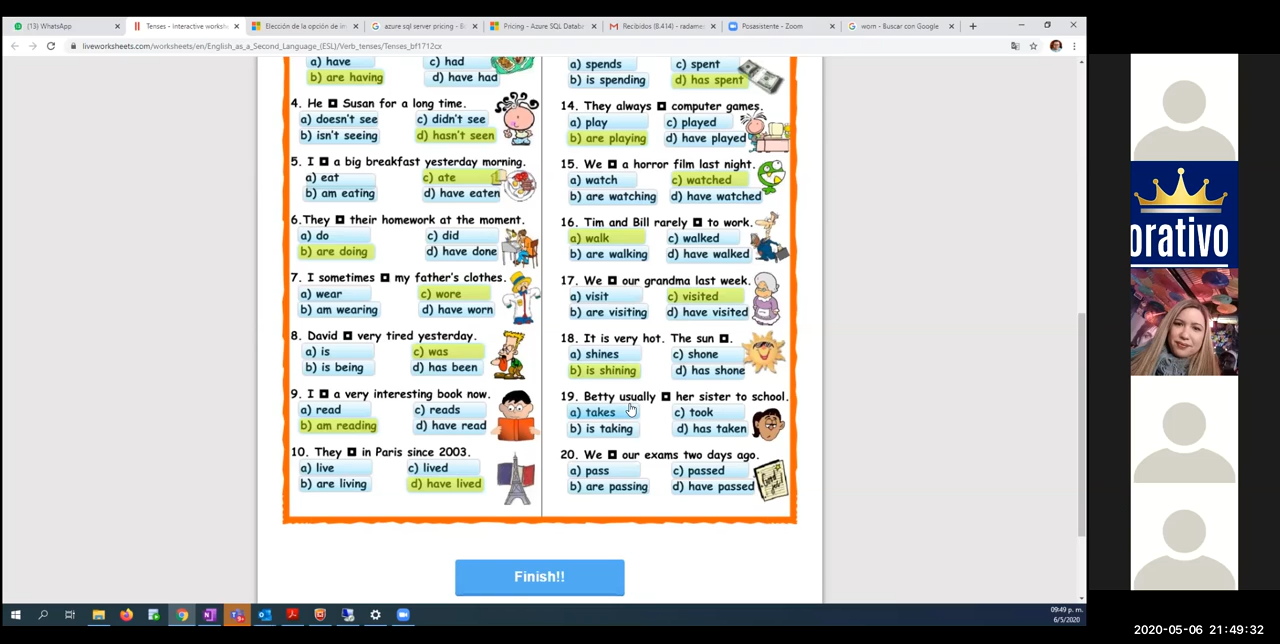 (13) WhatsApp
Tenses - Interactive workshe
Elección de la opción de im
azure sql server pricing - B
Pricing - Azure SQL Datab
Recibidos (8.414) - radame
Posasistente - Zoom
worn - Buscar con Google
liveworksheets.com/worksheets/en/English_as_a_Second_Language_(ESL)/Verb_tenses/Tenses_bf1712cx
a) have
c) had
b) are having
d) have had
4. He Susan for a long time.
a) doesn't see
c) didn't see
b) isn't seeing
d) hasn't seen
5. I a big breakfast yesterday morning.
a) eat
c) ate
b) am eating
d) have eaten
6.They their homework at the moment.
a) do
c) did
b) are doing
d) have done
7. I sometimes my father's clothes.
a) wear
c) wore
b) am wearing
d) have worn
8. David very tired yesterday.
a) is
c) was
b) is being
d) has been
9. I a very interesting book now.
a) read
c) reads
b) am reading
d) have read
10. They in Paris since 2003.
a) live
c) lived
b) are living
d) have lived
a) spends
c) spent
b) is spending
d) has spent
14. They always computer games.
a) play
c) played
b) are playing
d) have played
15. We a horror film last night.
a) watch
c) watched
b) are watching
d) have watched
16. Tim and Bill rarely to work.
a) walk
c) walked
b) are walking
d) have walked
17. We our grandma last week.
a) visit
c) visited
b) are visiting
d) have visited
18. It is very hot. The sun .
a) shines
c) shone
b) is shining
d) has shone
19. Betty usually her sister to school.
a) takes
c) took
b) is taking
d) has taken
20. We our exams two days ago.
a) pass
c) passed
b) are passing
d) have passed
Finish!!
orativo
09:49 p. m.
6/5/2020
2020-05-06 21:49:32